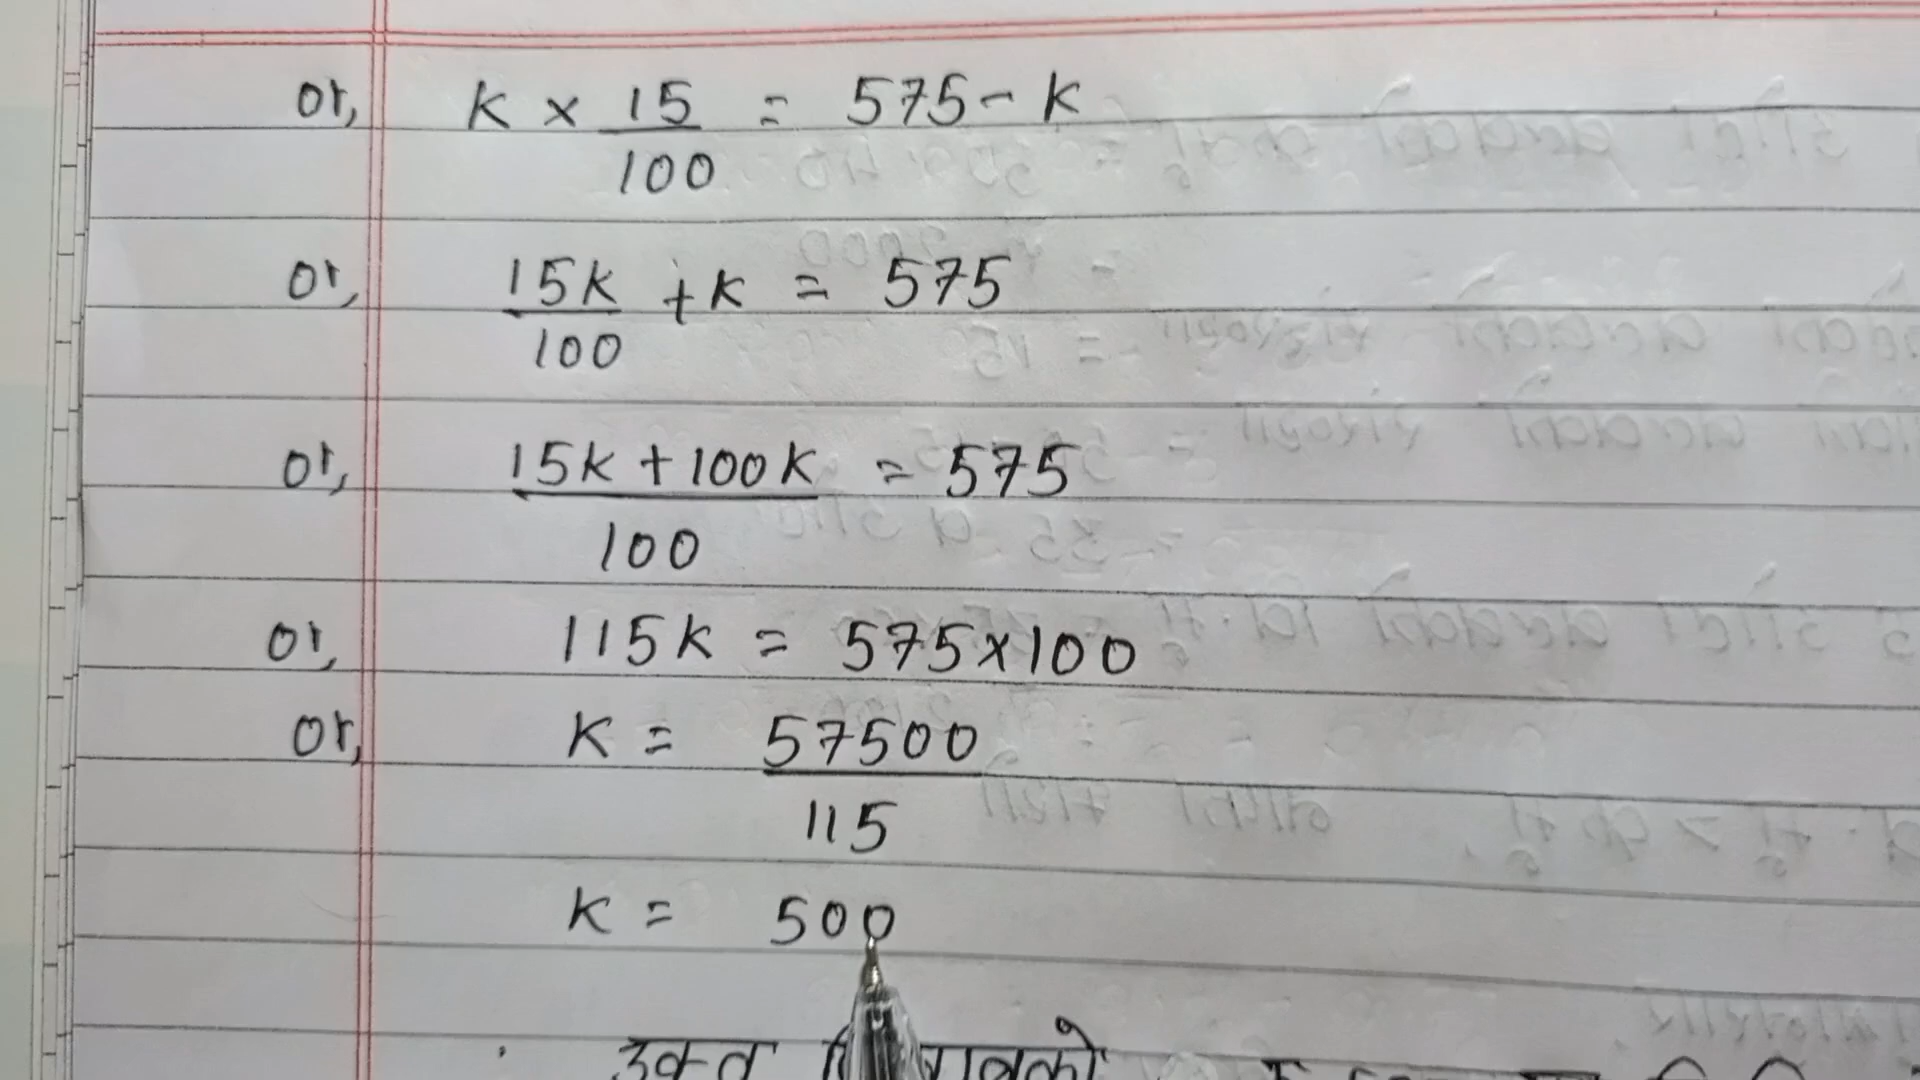 or, K × 15/100 = 575 - K
or, 15K/100 + K = 575
or, 15K + 100K/100 = 575
or, 115K = 575 × 100
or, K = 57500/115
K = 500
उक्त